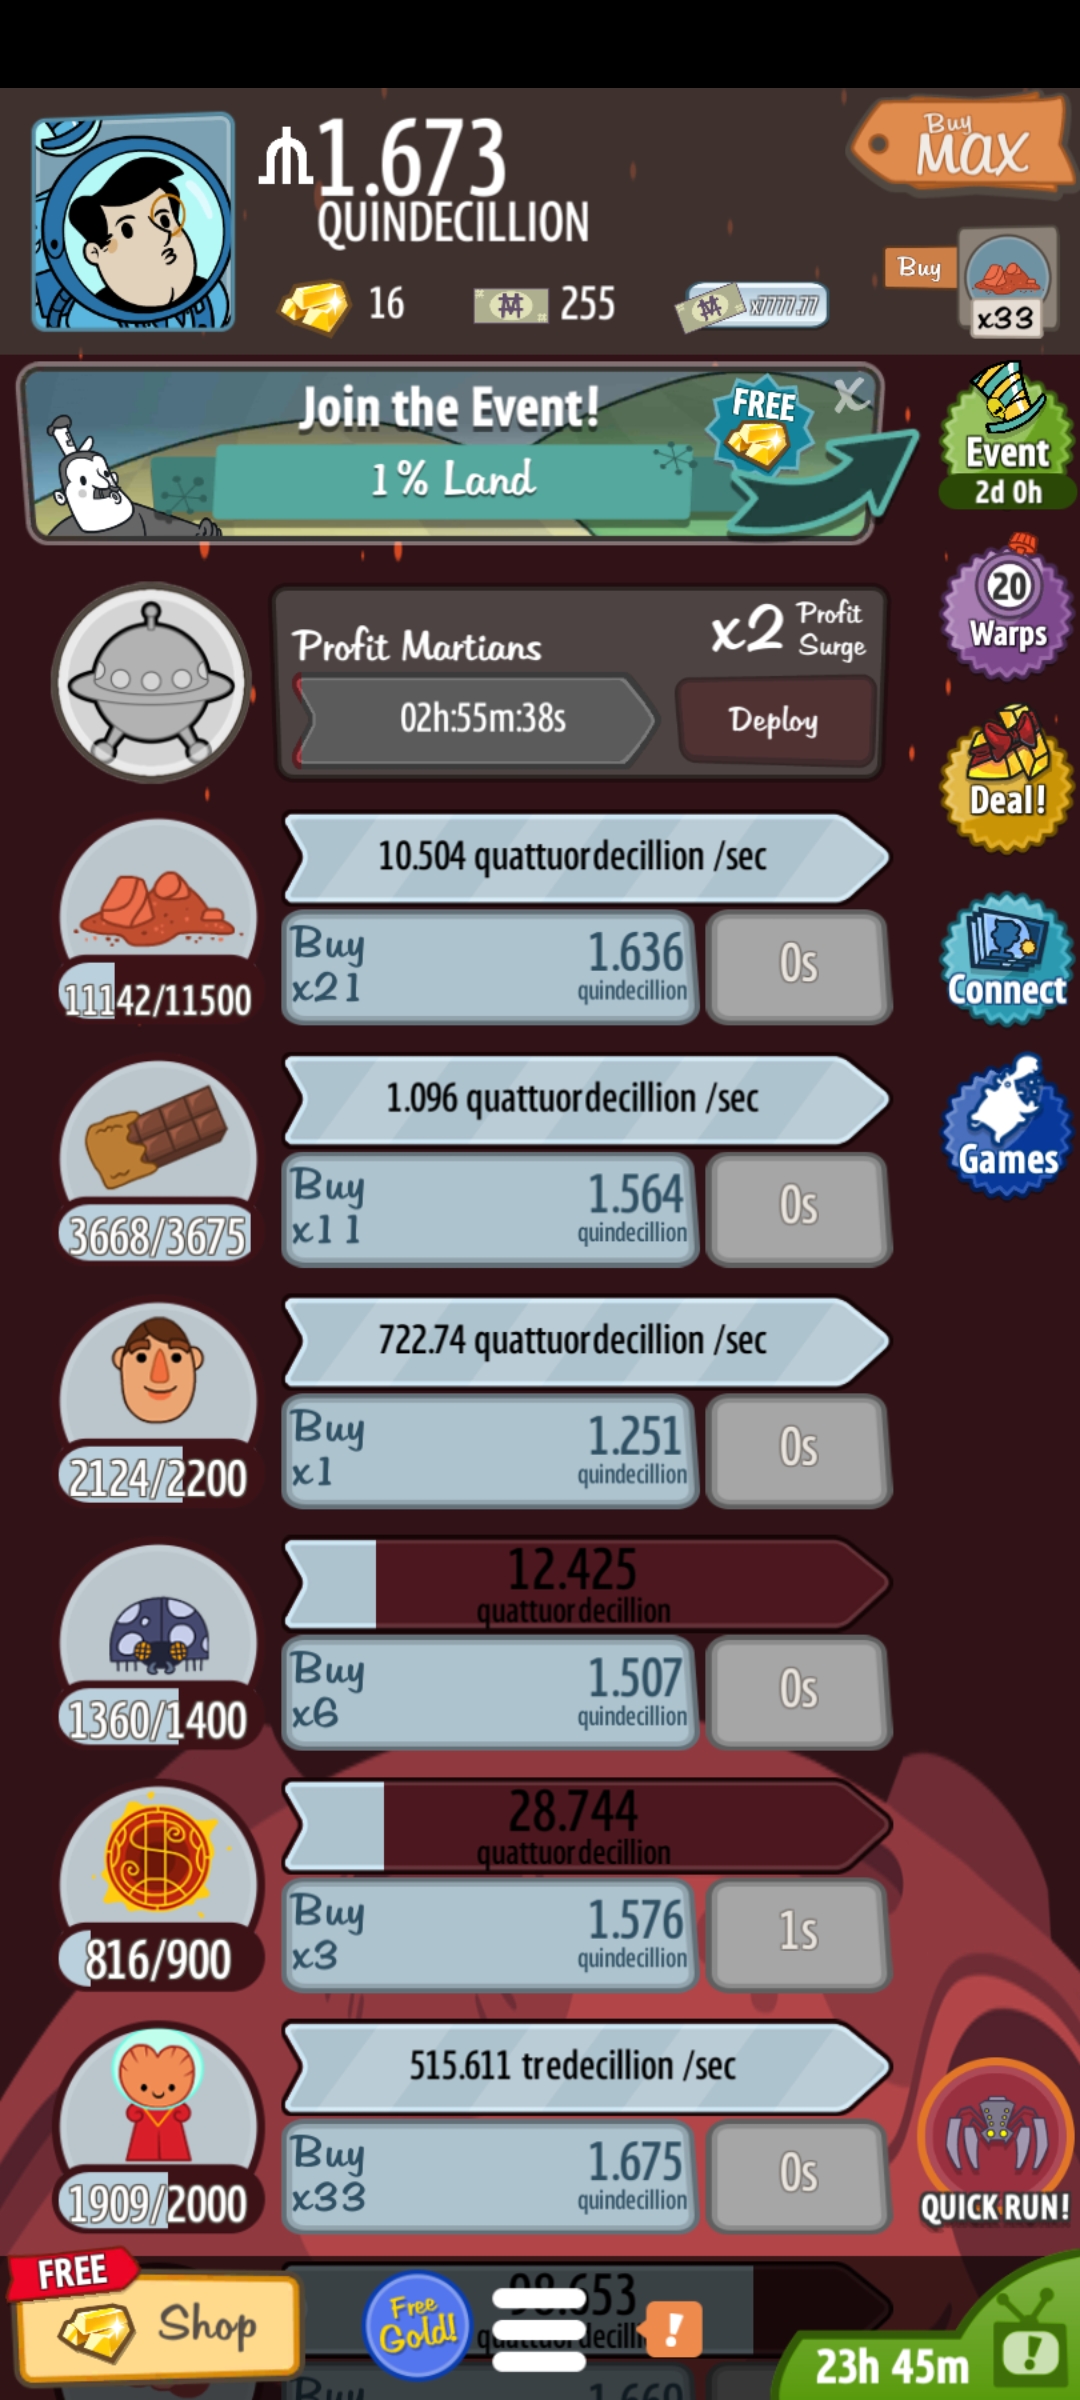 1.673
QUINDECILLION
Buy
MAX
16
255
x7777.77
Buy
x33
Join the Event!
FREE
X
1% Land
Event
2d 0h
20
Warps
Profit Martians
x2 Profit
Surge
02h:55m:38s
Deploy
Deal!
10.504 quattuordecillion /sec
Buy
x21
1.636
quindecillion
0s
11142/11500
Connect
1.096 quattuordecillion /sec
Buy
x11
1.564
quindecillion
0s
3668/3675
Games
722.74 quattuordecillion /sec
Buy
x1
1.251
quindecillion
0s
2124/2200
12.425
quattuordecillion
Buy
x6
1.507
quindecillion
0s
1360/1400
28.744
quattuordecillion
Buy
x3
1.576
quindecillion
1s
816/900
515.611 tredecillion /sec
Buy
x33
1.675
quindecillion
0s
1909/2000
QUICK RUN!
FREE
Shop
Free
Gold!
!
23h 45m
!
Buy